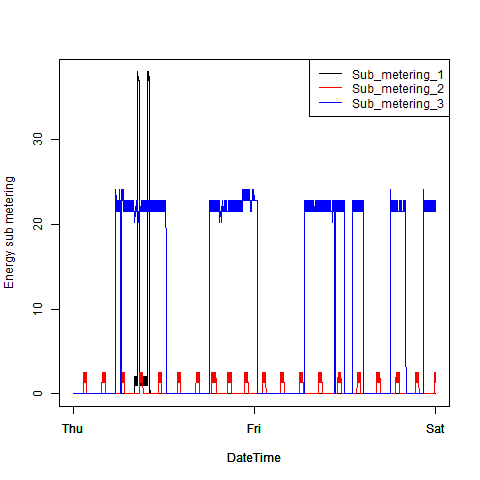 Sub_metering_1
Sub_metering_2
Sub_metering_3
Energy sub metering
30
20
10
0
Thu Fri Sat
DateTime